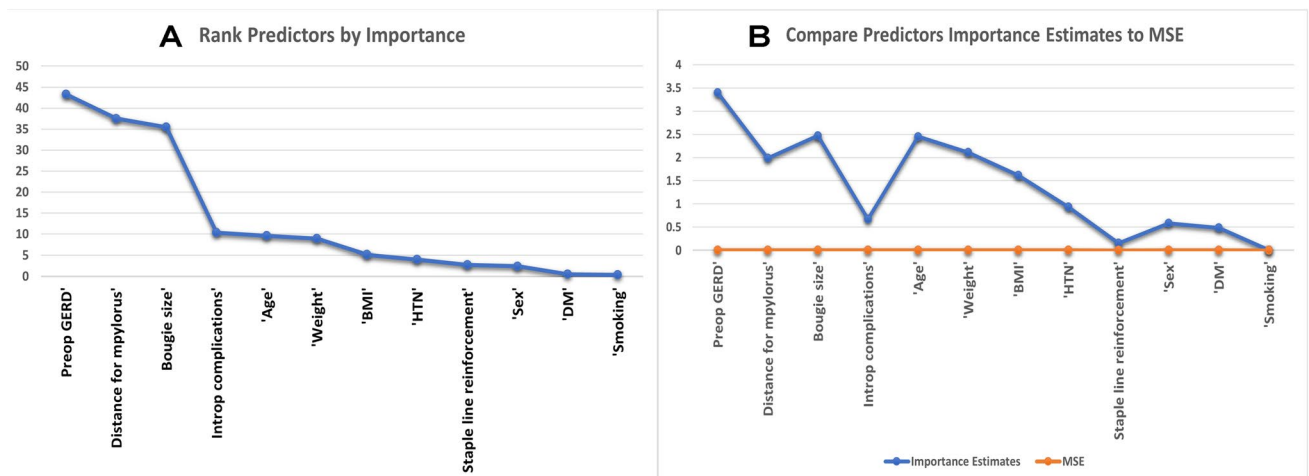 A Rank Predictors by Importance
50
45
40
35
30
25
20
15
10
5
0
Preop GERD'
Distance for mpylorus'
Bougie size'
Introp complications'
'Age'
'Weight'
'BMI'
'HTN'
Staple line reinforcement'
'Sex'
'DM'
'Smoking'
B Compare Predictors Importance Estimates to MSE
4
3.5
3
2.5
2
1.5
1
0.5
0
Preop GERD'
Distance for mpylorus'
Bougie size'
Introp complications'
'Age'
'Weight'
'BMI'
'HTN'
Staple line reinforcement'
'Sex'
'DM'
'Smoking'
Importance Estimates MSE